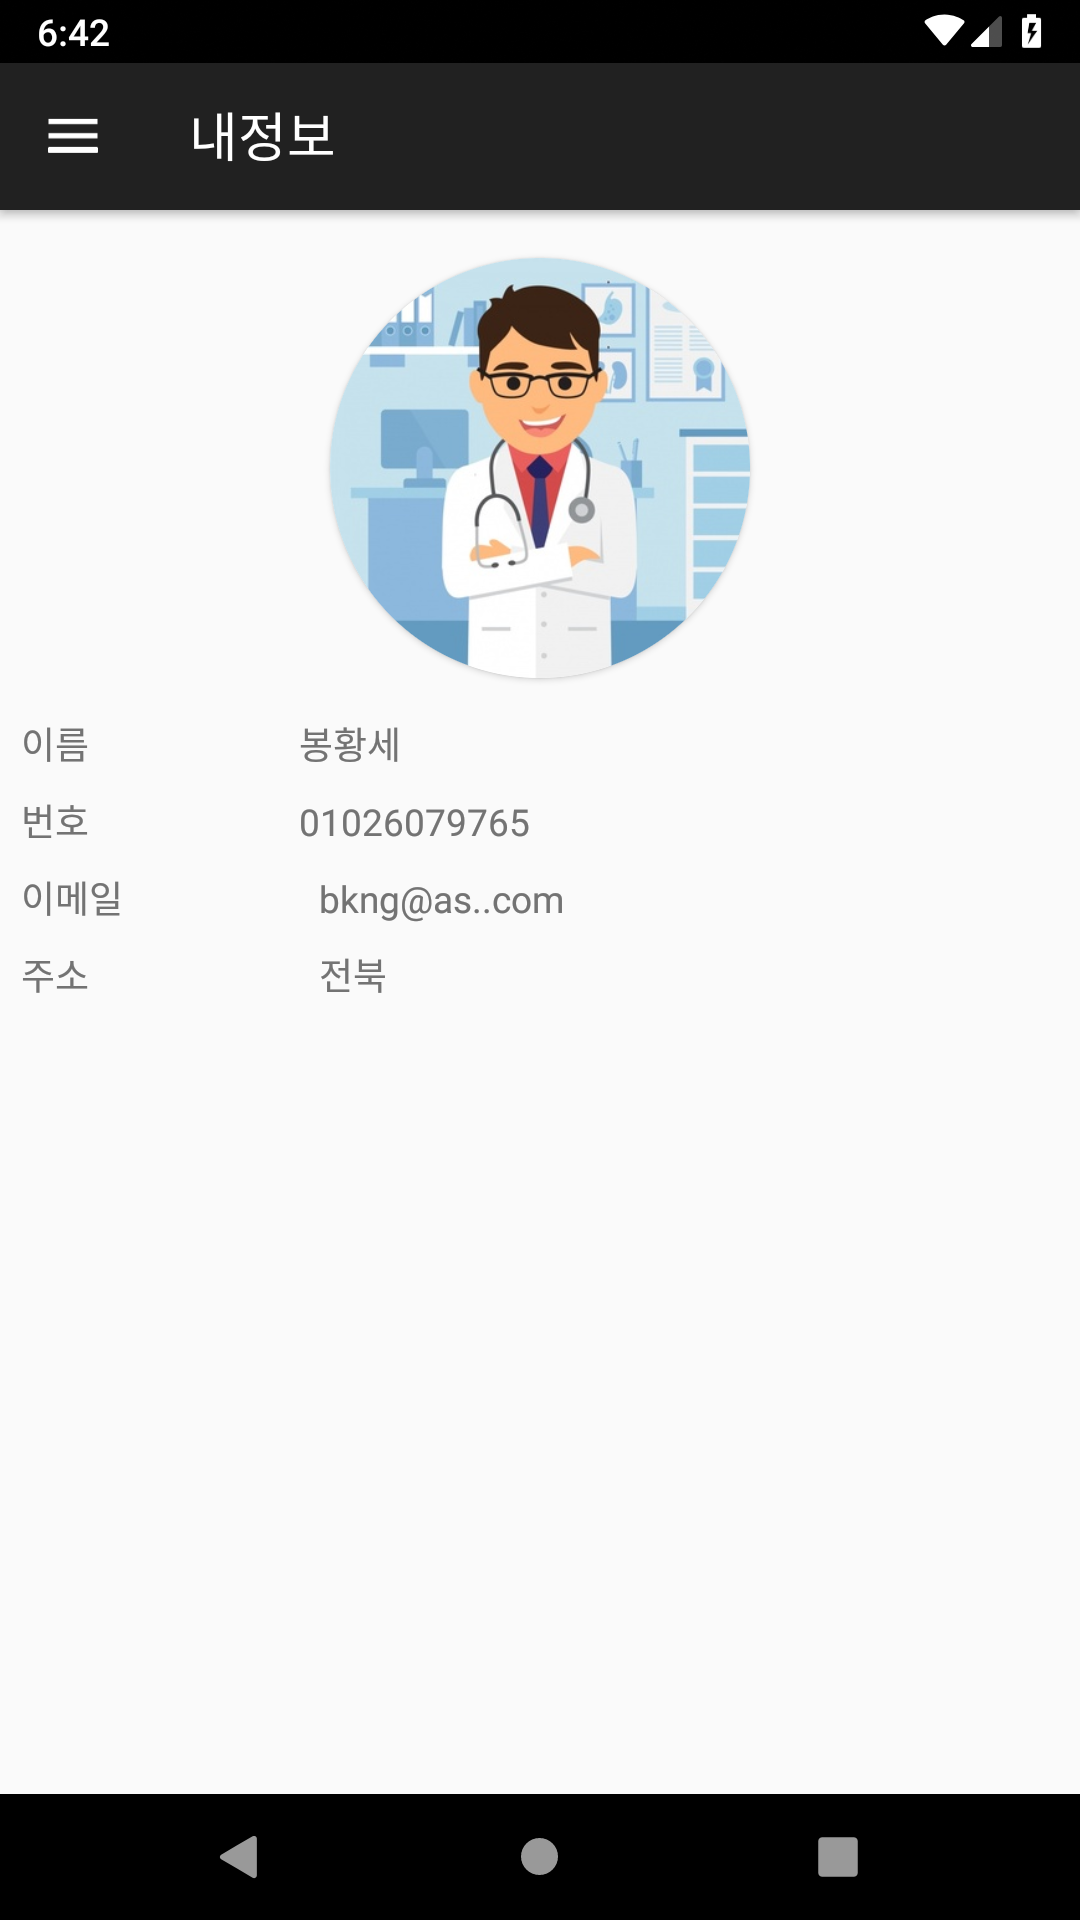 6:42
내정보
이름 봉황세
번호 01026079765
이메일 bkng@as..com
주소 전북